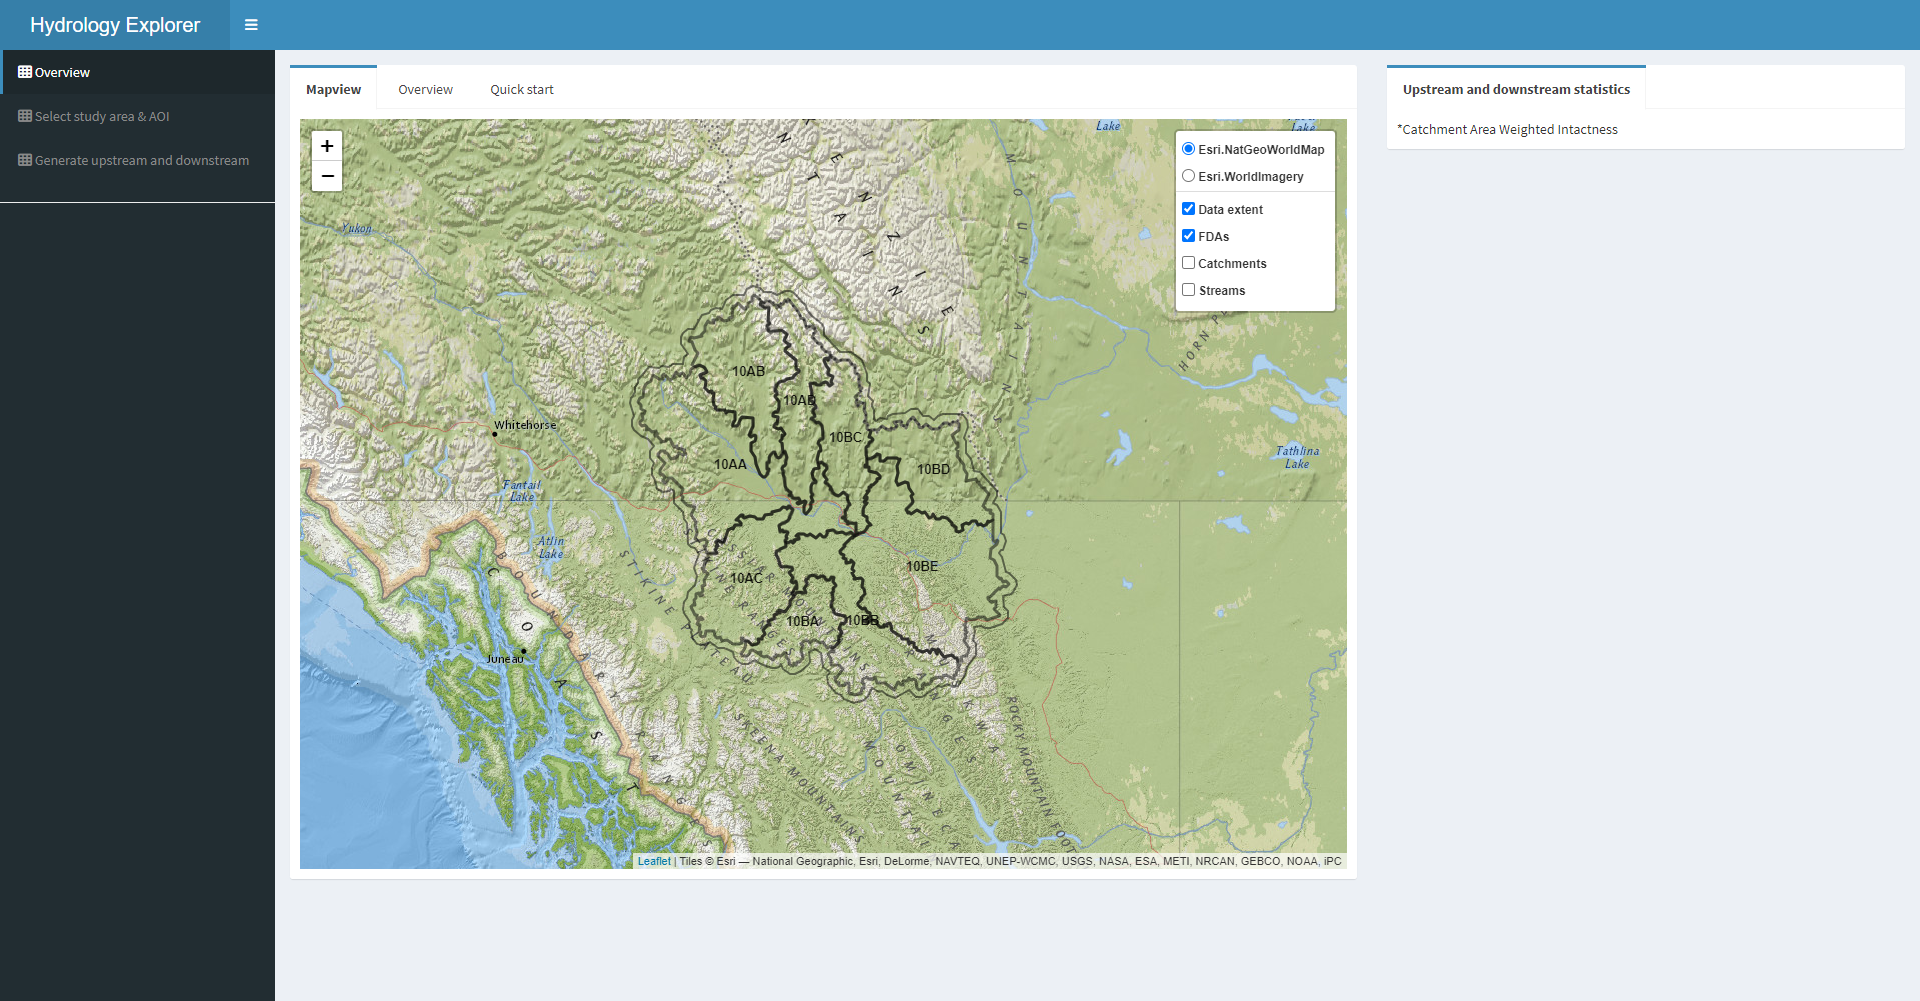 Hydrology Explorer
Overview
Select study area & AOI
Generate upstream and downstream
Mapview
Overview
Quick start
Upstream and downstream statistics
*Catchment Area Weighted Intactness
+
−
Esri.NatGeoWorldMap
Esri.WorldImagery
Data extent
FDAs
Catchments
Streams
Lake
Lake
Yukon
MOUNTAINS
HORN
10AB
10AD
10BC
Whitehorse
10AA
10BD
Tathlina
Lake
Fantail
Lake
Atlin
Lake
10AC
10BE
10BA
10BB
STIKINE
PLATEAU
CASSIAR MOUNTAINS
Juneau
COAST
BOUNDARY RANGES
SKEENA MOUNTAINS
OMINECA
MOUNTAI
ROCKY MOUNTAIN FOOT
Leaflet | Tiles © Esri — National Geographic, Esri, DeLorme, NAVTEQ, UNEP-WCMC, USGS, NASA, ESA, METI, NRCAN, GEBCO, NOAA, iPC